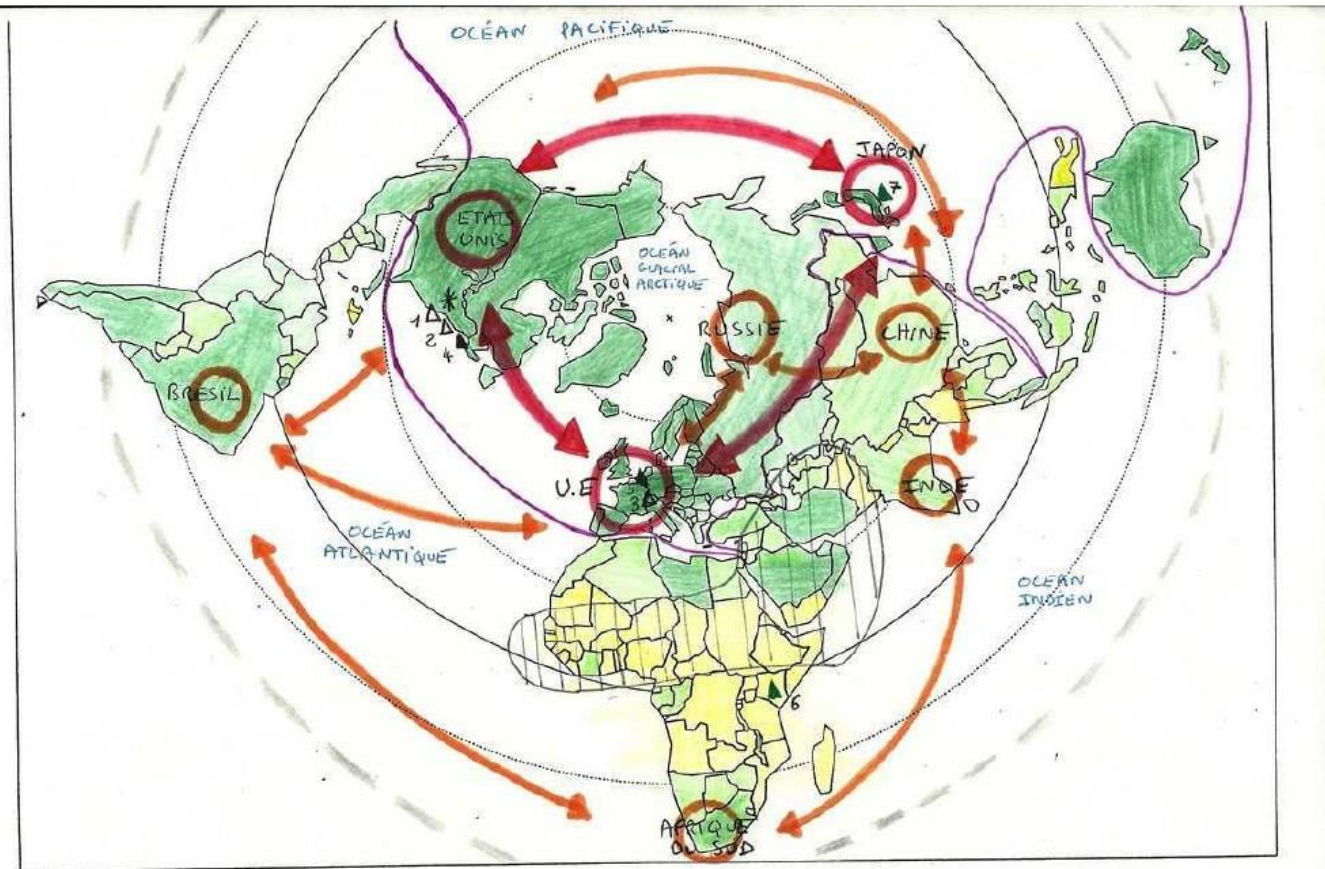 OCÉAN PACIFIQUE
JAPON
7
ETATS
UNIS
OCÉAN
GLACIAL
ARCTIQUE
1
2
4
RUSSIE
CHINE
BRESIL
U.E
3
INDE
OCÉAN
ATLANTIQUE
OCEAN
INDIEN
6
AFRIQUE
DU SUD